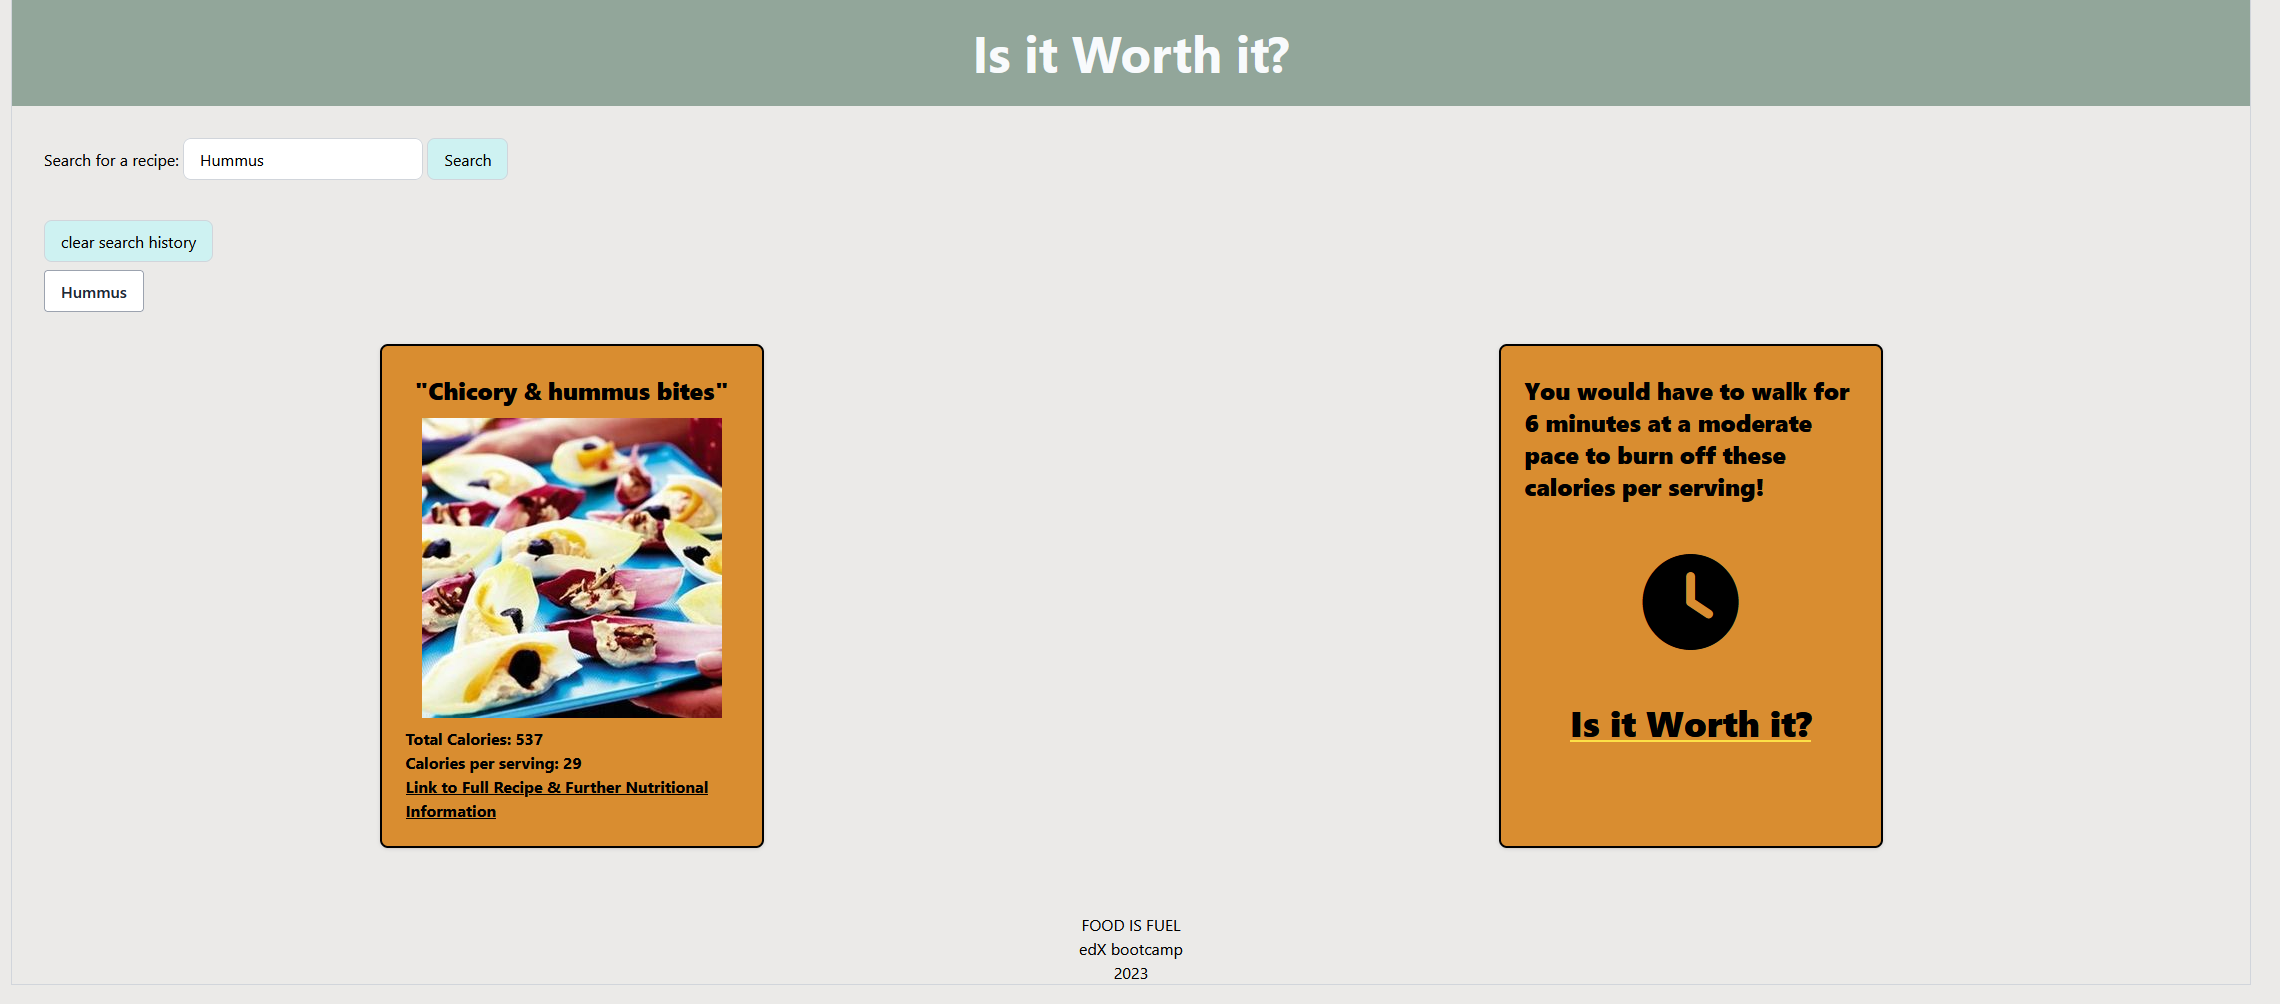 Is it Worth it?
Search for a recipe: Hummus Search
clear search history
Hummus
"Chicory & hummus bites"
Total Calories: 537
Calories per serving: 29
Link to Full Recipe & Further Nutritional
Information
You would have to walk for
6 minutes at a moderate
pace to burn off these
calories per serving!
Is it Worth it?
FOOD IS FUEL
edX bootcamp
2023